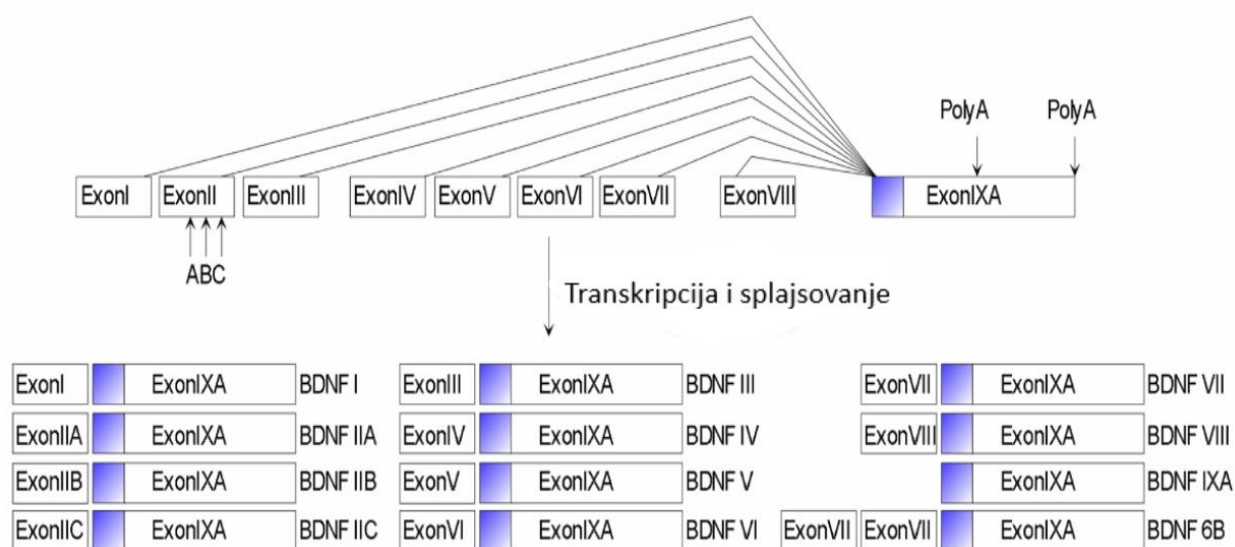 PolyA PolyA
ExonI ExonII ExonIII ExonIV ExonV ExonVI ExonVII ExonVIII ExonIXA
ABC
Transkripcija i splajsovanje
ExonI ExonIXA BDNF I ExonIII ExonIXA BDNF III ExonVII ExonIXA BDNF VII
ExonIIA ExonIXA BDNF IIA ExonIV ExonIXA BDNF IV ExonVIII ExonIXA BDNF VIII
ExonIIB ExonIXA BDNF IIB ExonV ExonIXA BDNF V ExonIXA BDNF IXA
ExonIIC ExonIXA BDNF IIC ExonVI ExonIXA BDNF VI ExonVII ExonVII ExonIXA BDNF 6B